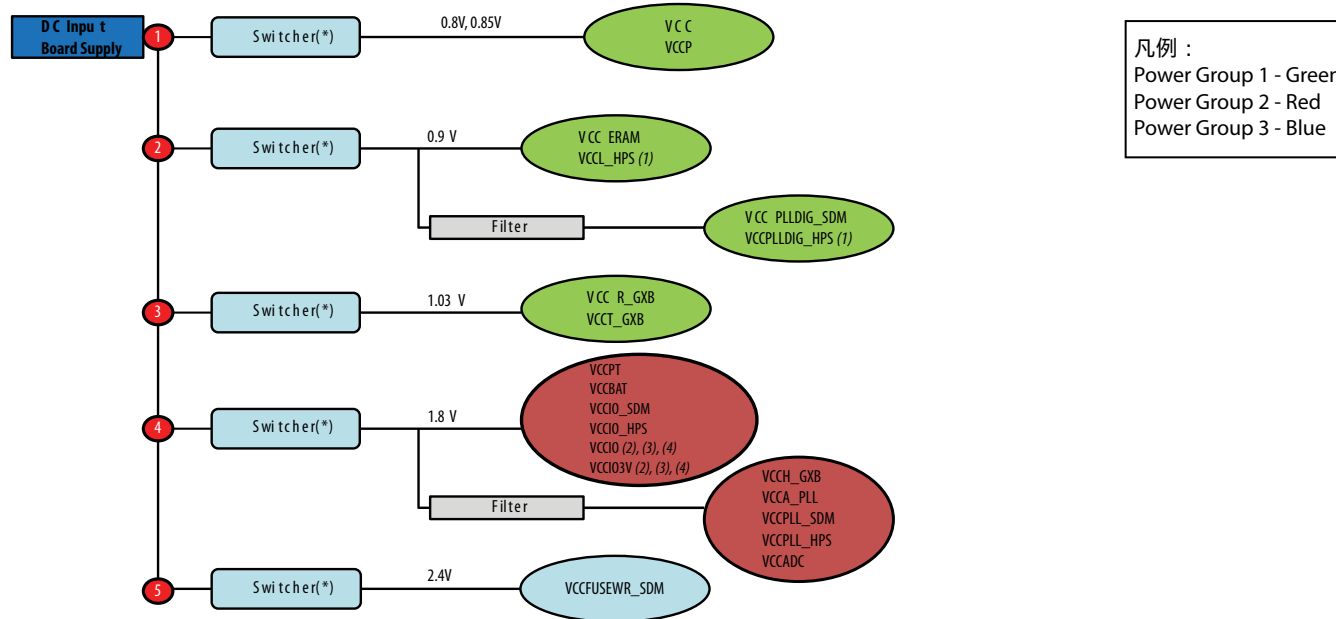 DC Input
Board Supply
1
Switcher(*)
0.8V, 0.85V
VCC
VCCP
凡例：
Power Group 1 - Green
Power Group 2 - Red
Power Group 3 - Blue
2
Switcher(*)
0.9 V
VCC ERAM
VCCL_HPS (1)
Filter
VCC PLLDIG_SDM
VCCPLLDIG_HPS (1)
3
Switcher(*)
1.03 V
VCC R_GXB
VCCT_GXB
4
Switcher(*)
1.8 V
VCCPT
VCCBAT
VCCIO_SDM
VCCIO_HPS
VCCIO (2), (3), (4)
VCCIO3V (2), (3), (4)
Filter
VCCH_GXB
VCCA_PLL
VCCPLL_SDM
VCCPLL_HPS
VCCADC
5
Switcher(*)
2.4V
VCCFUSEWR_SDM